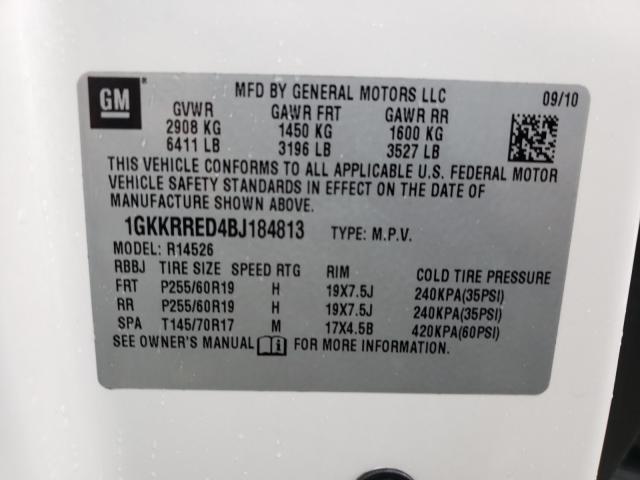 GM
MFD BY GENERAL MOTORS LLC 09/10
GVWR GAWR FRT GAWR RR
2908 KG 1450 KG 1600 KG
6411 LB 3196 LB 3527 LB
THIS VEHICLE CONFORMS TO ALL APPLICABLE U.S. FEDERAL MOTOR
VEHICLE SAFETY STANDARDS IN EFFECT ON THE DATE OF
MANUFACTURE SHOWN ABOVE.
1GKKRRED4BJ184813 TYPE: M.P.V.
MODEL: R14526
RBBJ TIRE SIZE SPEED RTG RIM COLD TIRE PRESSURE
FRT P255/60R19 H 19X7.5J 240KPA(35PSI)
RR P255/60R19 H 19X7.5J 240KPA(35PSI)
SPA T145/70R17 M 17X4.5B 420KPA(60PSI)
SEE OWNER'S MANUAL FOR MORE INFORMATION.